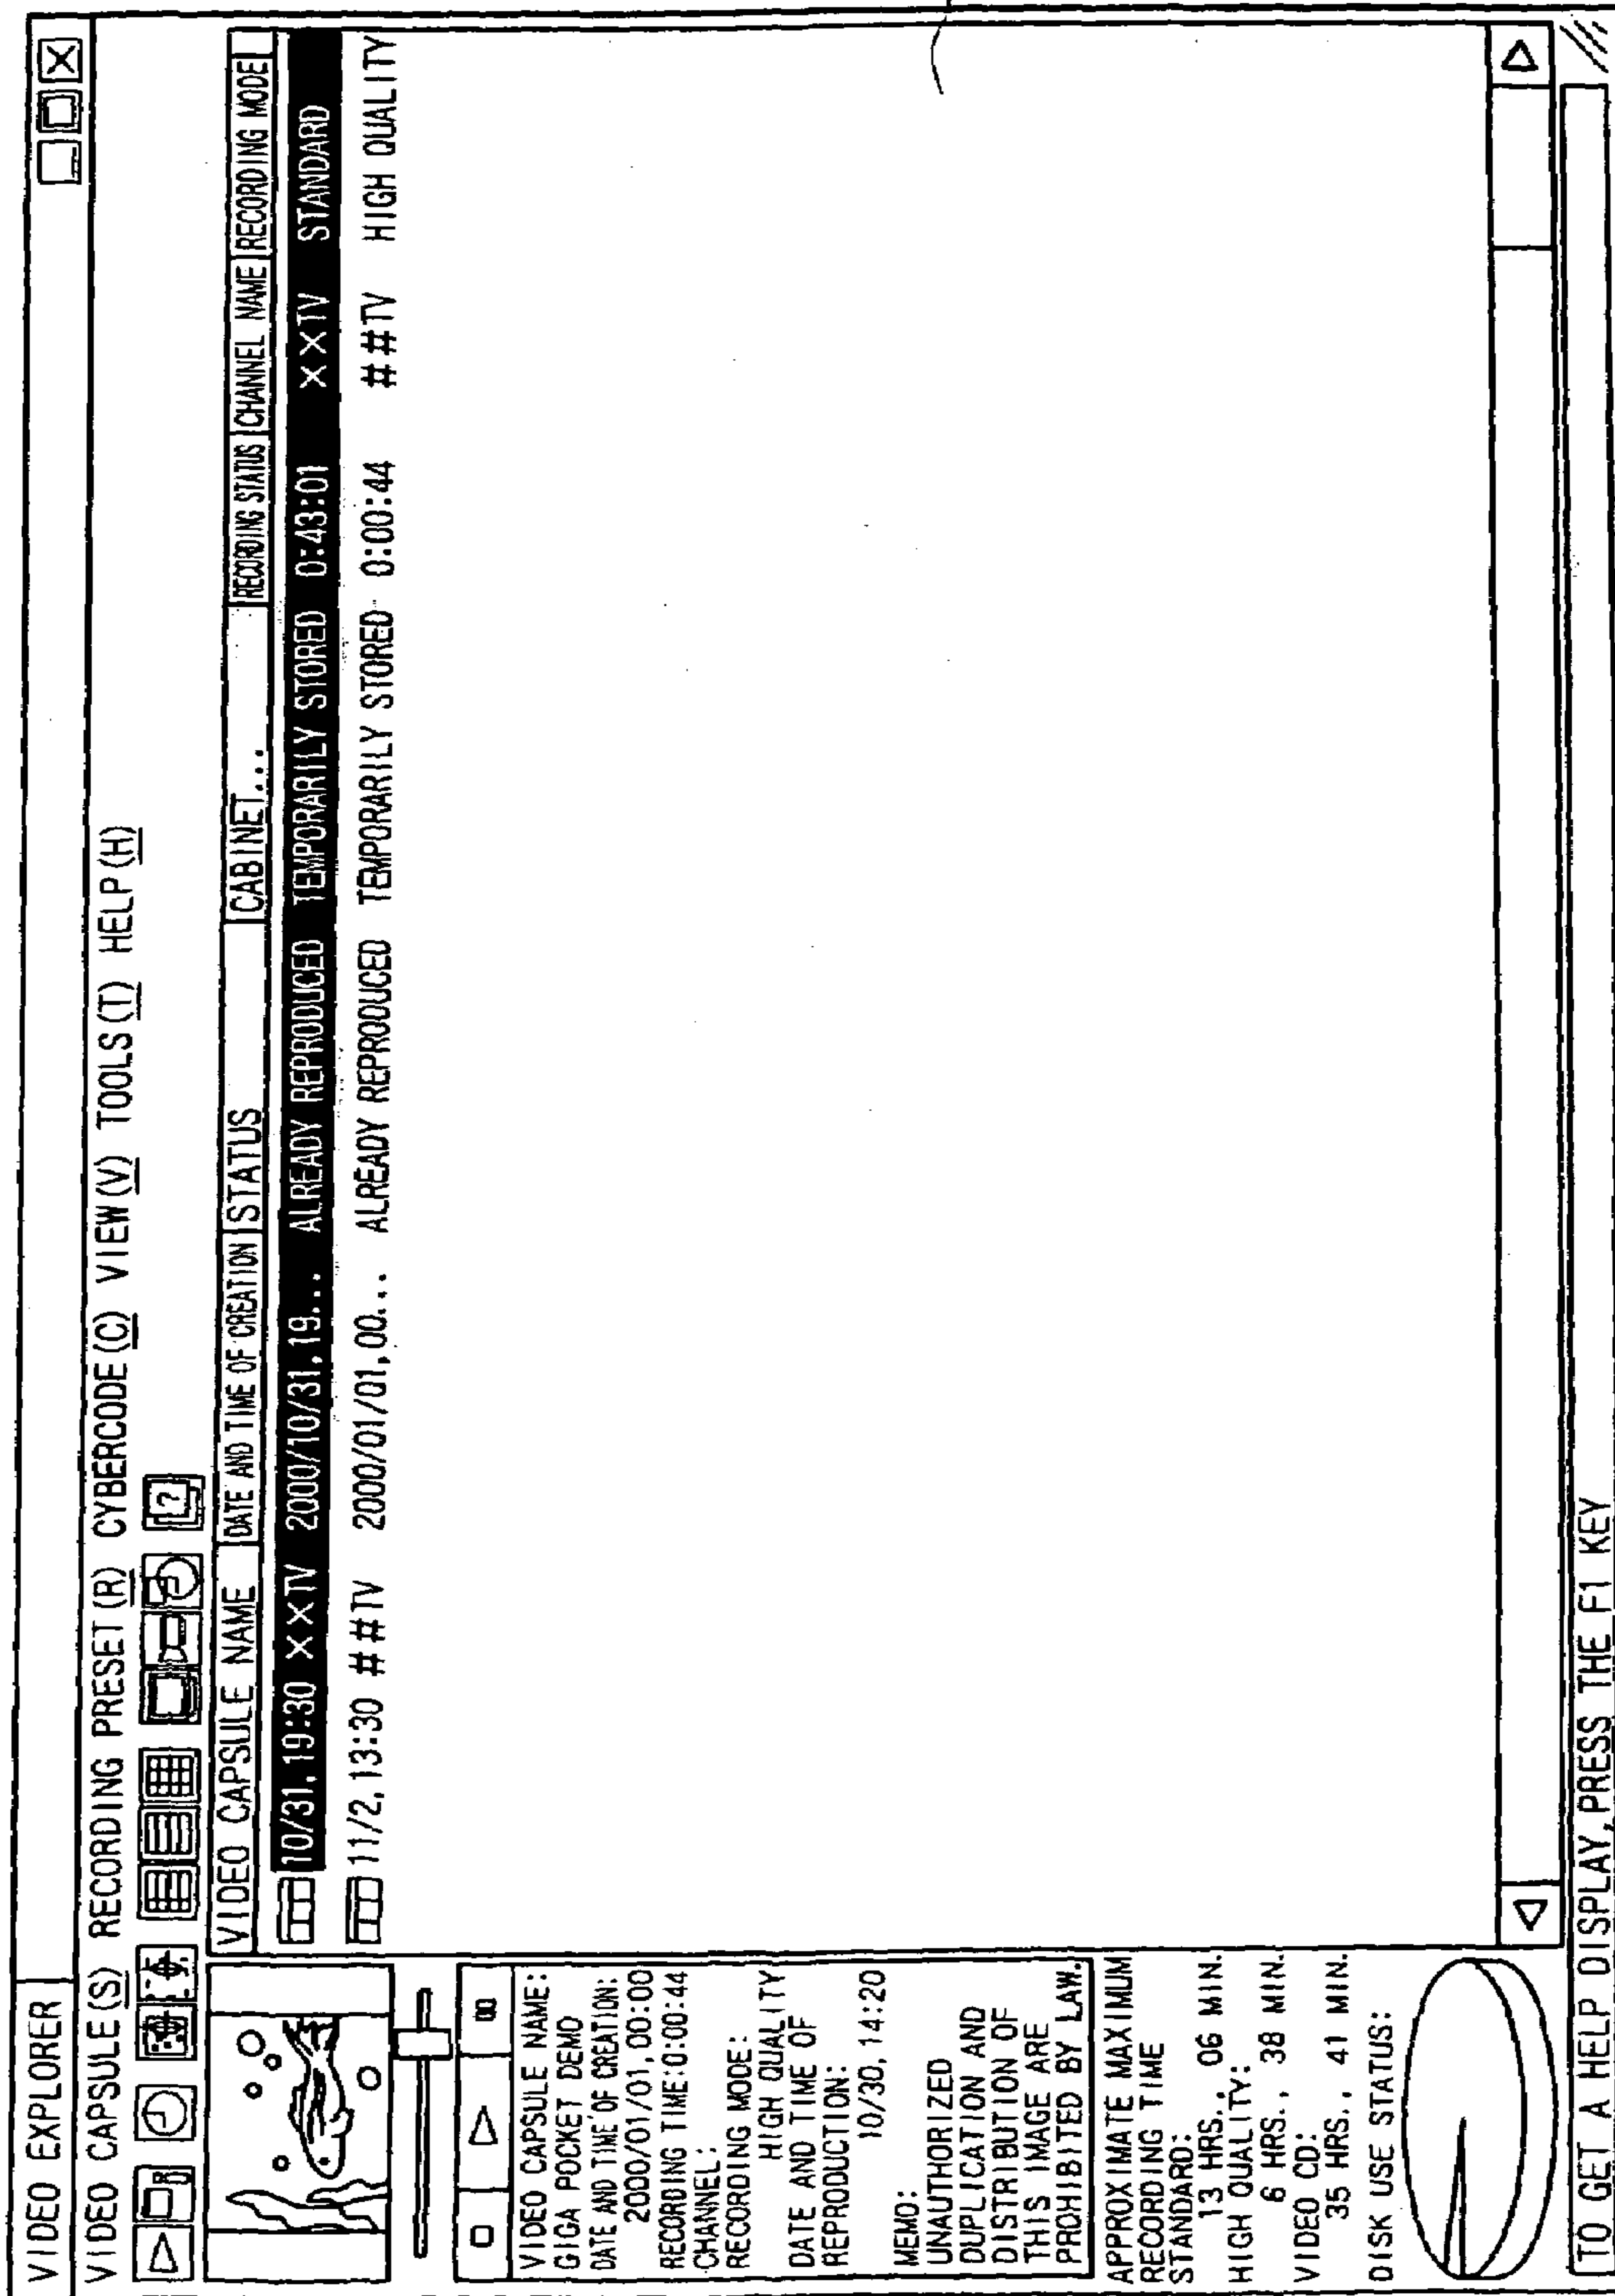 VIDEO EXPLORER
VIDEO CAPSULE(S) RECORDING PRESET(R) CYBERCODE(C) VIEW(V) TOOLS(T) HELP(H)
VIDEO CAPSULE NAME DATE AND TIME OF CREATION STATUS CABINET... RECORDING STATUS CHANNEL NAME RECORDING MODE
10/31,19:30 ××TV 2000/10/31,19... ALREADY REPRODUCED TEMPORARILY STORED 0:43:01 ××TV STANDARD
11/2,13:30 ##TV 2000/01/01,00... ALREADY REPRODUCED TEMPORARILY STORED 0:00:44 ##TV HIGH QUALITY
VIDEO CAPSULE NAME:
GIGA POCKET DEMO
DATE AND TIME OF CREATION:
2000/01/01,00:00
RECORDING TIME:0:00:44
CHANNEL:
RECORDING MODE:
HIGH QUALITY
DATE AND TIME OF
REPRODUCTION:
10/30,14:20
MEMO:
UNAUTHORIZED
DUPLICATION AND
DISTRIBUTION OF
THIS IMAGE ARE
PROHIBITED BY LAW.
APPROXIMATE MAXIMUM
RECORDING TIME
STANDARD:
13 HRS., 06 MIN.
HIGH QUALITY:
6 HRS., 38 MIN.
VIDEO CD:
35 HRS., 41 MIN.
DISK USE STATUS:
TO GET A HELP DISPLAY,PRESS THE F1 KEY